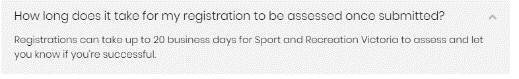 How long does it take for my registration to be assessed once submitted?
Registrations can take up to 20 business days for Sport and Recreation Victoria to assess and let
you know if you're successful.